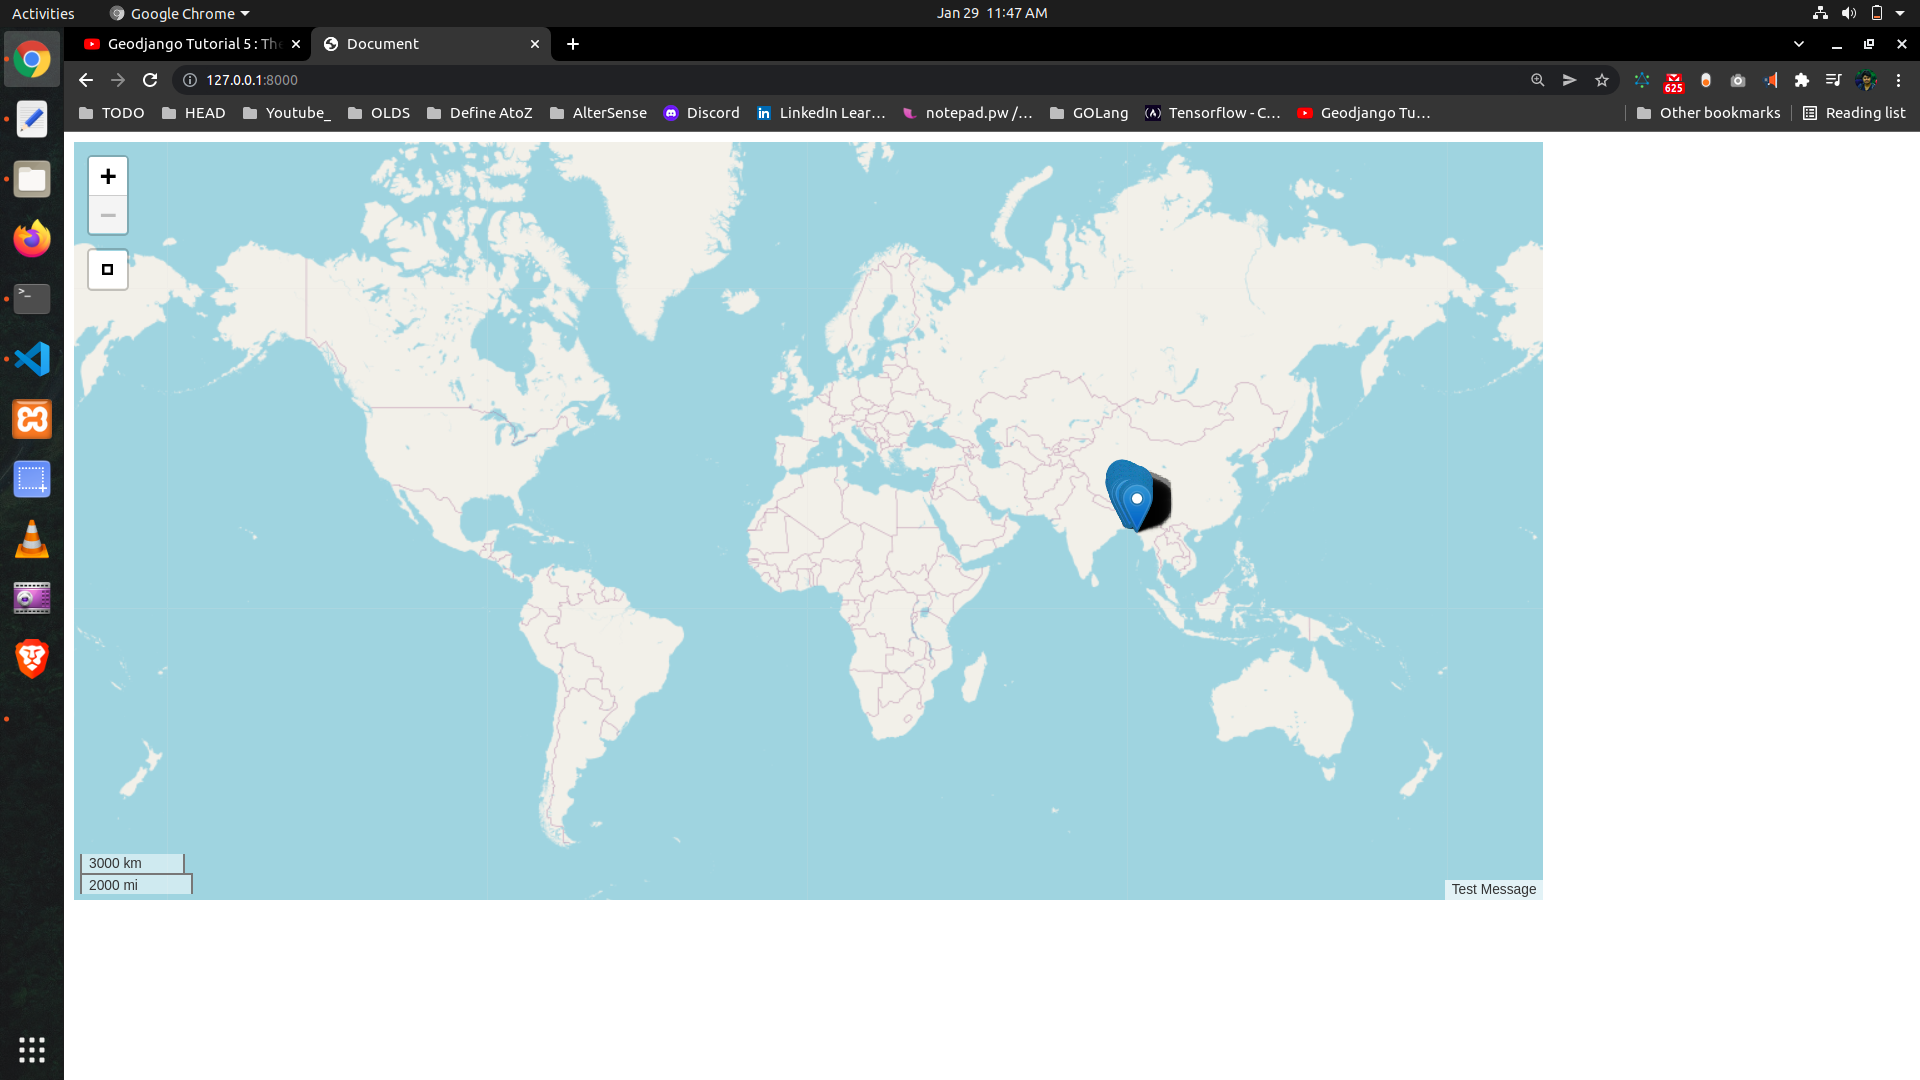 Activities
Google Chrome
Jan 29 11:47 AM
Geodjango Tutorial 5 : The
Document
127.0.0.1:8000
625
TODO
HEAD
Youtube_
OLDS
Define AtoZ
AlterSense
Discord
LinkedIn Lear…
notepad.pw /…
GOLang
Tensorflow - C…
Geodjango Tu…
Other bookmarks
Reading list
+
−
3000 km
2000 mi
Test Message